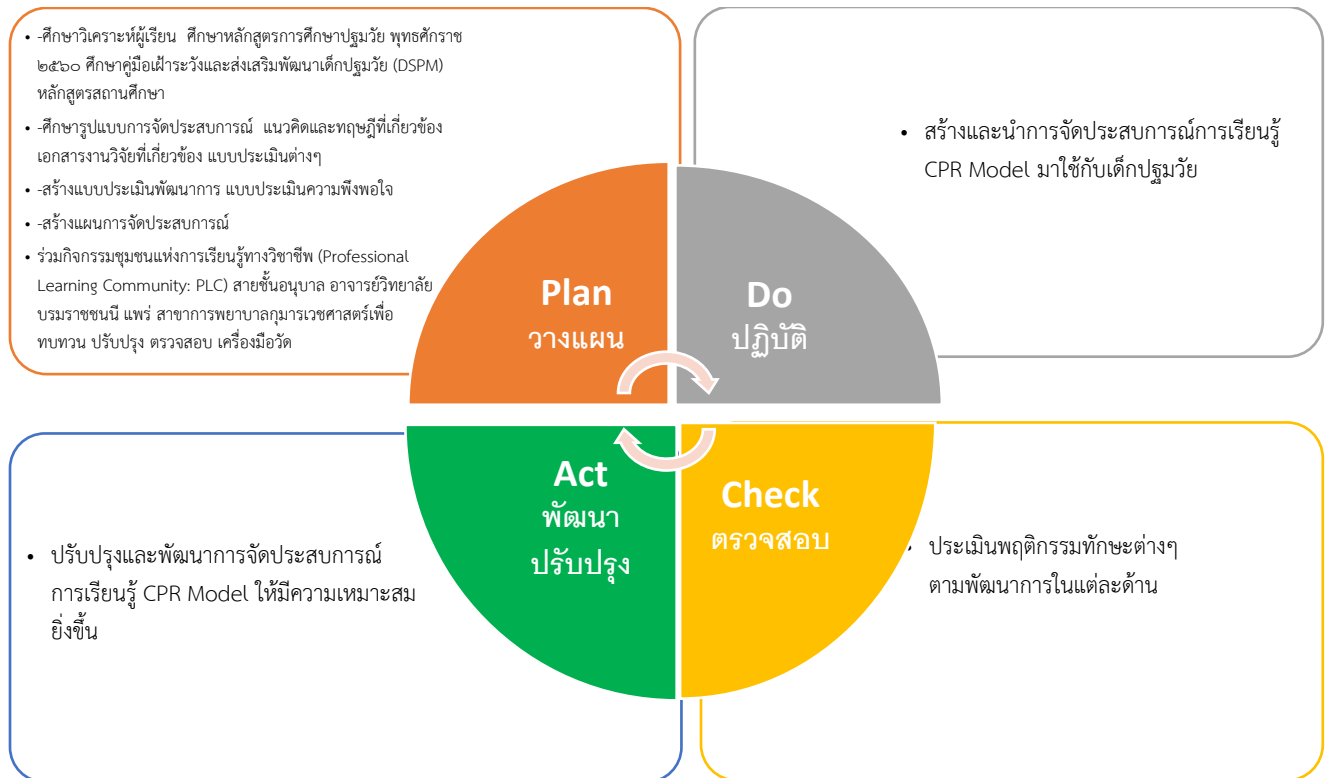 • -ศึกษาวิเคราะห์ผู้เรียน ศึกษาหลักสูตรการศึกษาปฐมวัย พุทธศักราช
๒๕๖๐ ศึกษาคู่มือเฝ้าระวังและส่งเสริมพัฒนาเด็กปฐมวัย (DSPM)
หลักสูตรสถานศึกษา
• -ศึกษารูปแบบการจัดประสบการณ์ แนวคิดและทฤษฎีที่เกี่ยวข้อง
เอกสารงานวิจัยที่เกี่ยวข้อง แบบประเมินต่างๆ
• -สร้างแบบประเมินพัฒนาการ แบบประเมินความพึงพอใจ
• -สร้างแผนการจัดประสบการณ์
• ร่วมกิจกรรมชุมชนแห่งการเรียนรู้ทางวิชาชีพ (Professional
Learning Community: PLC) สายชั้นอนุบาล อาจารย์วิทยาลัย
บรมราชชนนี แพร่ สาขาการพยาบาลกุมารเวชศาสตร์เพื่อ
ทบทวน ปรับปรุง ตรวจสอบ เครื่องมือวัด
• สร้างและนำการจัดประสบการณ์การเรียนรู้
CPR Model มาใช้กับเด็กปฐมวัย
Plan
วางแผน
Do
ปฏิบัติ
Act
พัฒนา
ปรับปรุง
Check
ตรวจสอบ
• ปรับปรุงและพัฒนาการจัดประสบการณ์
การเรียนรู้ CPR Model ให้มีความเหมาะสม
ยิ่งขึ้น
• ประเมินพฤติกรรมทักษะต่างๆ
ตามพัฒนาการในแต่ละด้าน